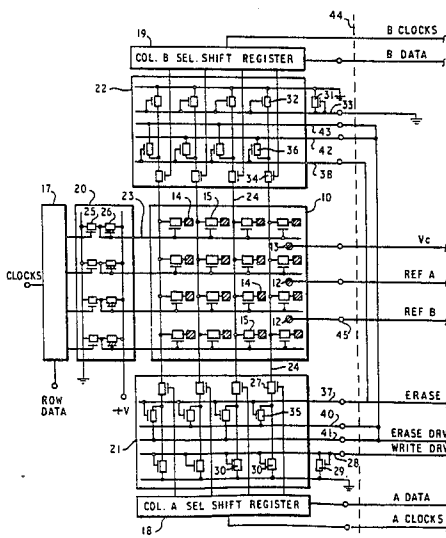 44
B CLOCKS
19
COL. B SEL. SHIFT REGISTER
B DATA
22
31
32
33
43
36
42
38
34
17
20
23
14
15
24
10
25
26
13
Vc
CLOCKS
12
REF A
14
REF B
12
15
45
24
ROW DATA
+V
27
37
ERASE
35
40
41
ERASE DRV
WRITE DRV
21
28
30
30
29
COL. A SEL SHIFT REGISTER
A DATA
18
A CLOCKS